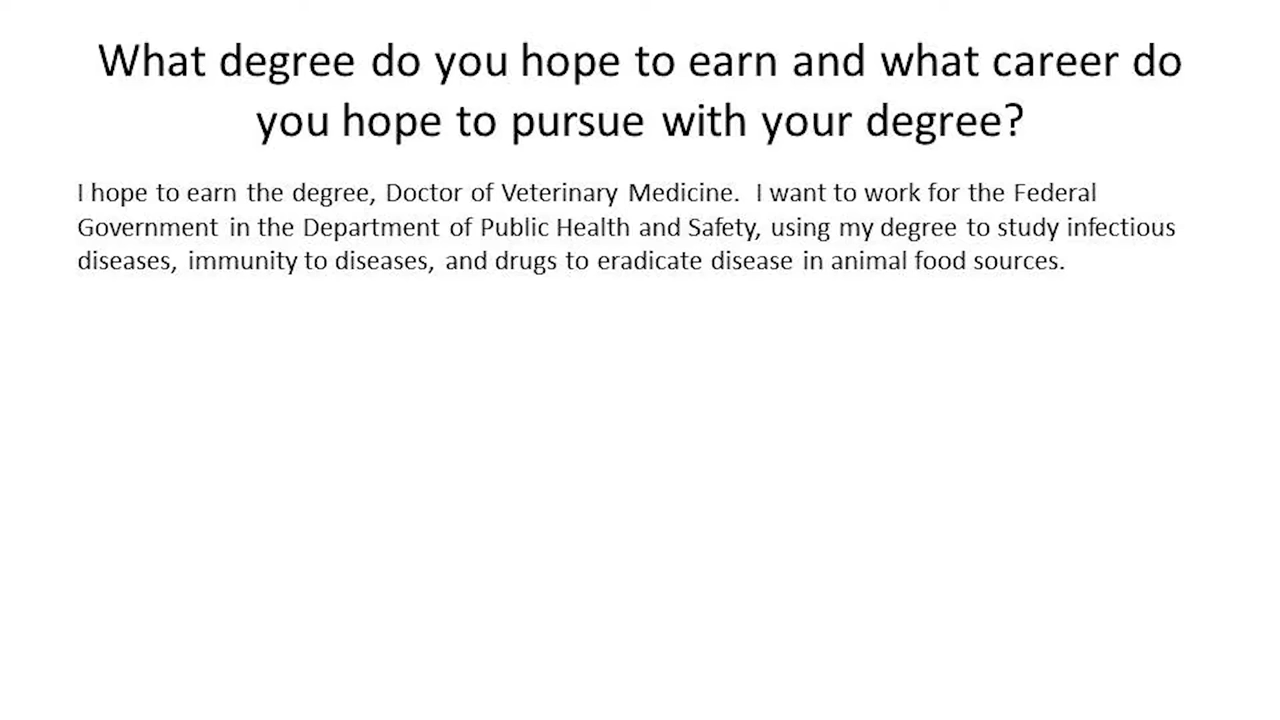 What degree do you hope to earn and what career do
you hope to pursue with your degree?
I hope to earn the degree, Doctor of Veterinary Medicine.  I want to work for the Federal
Government in the Department of Public Health and Safety, using my degree to study infectious
diseases, immunity to diseases, and drugs to eradicate disease in animal food sources.